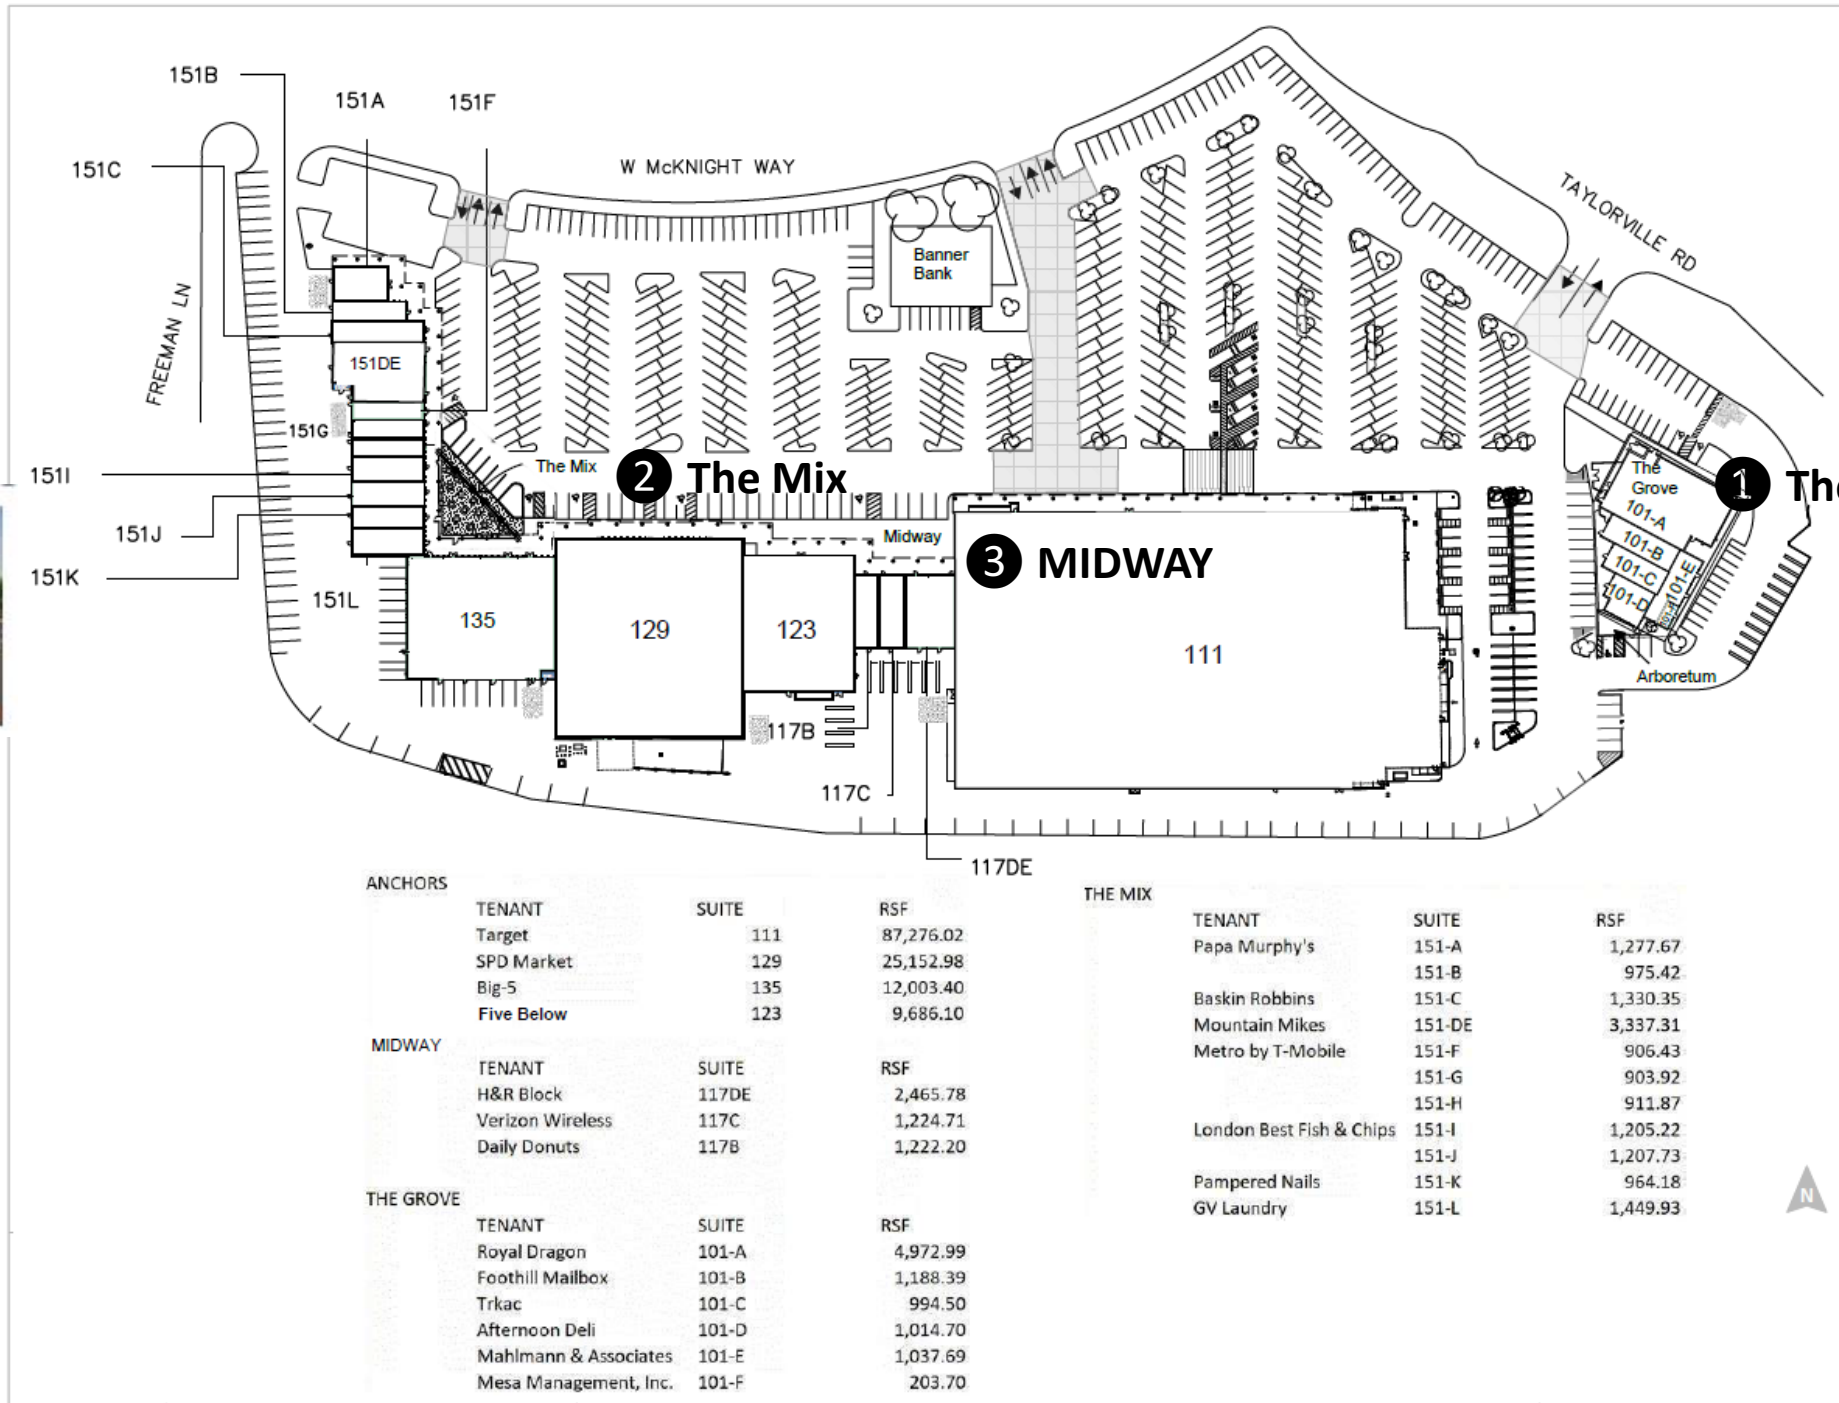 151B
151A
151F
151C
W McKNIGHT WAY
TAYLORVILLE RD
FREEMAN LN
Banner
Bank
151DE
151G
151I
151J
151K
151L
The Mix
2 The Mix
Midway
3 MIDWAY
The
Grove
1 The
101-A
101-B
101-C
101-D
101-E
Arboretum
135
129
123
111
117B
117C
117DE
ANCHORS
TENANT SUITE RSF
Target 111 87,276.02
SPD Market 129 25,152.98
Big-5 135 12,003.40
Five Below 123 9,686.10
MIDWAY
TENANT SUITE RSF
H&R Block 117DE 2,465.78
Verizon Wireless 117C 1,224.71
Daily Donuts 117B 1,222.20
THE GROVE
TENANT SUITE RSF
Royal Dragon 101-A 4,972.99
Foothill Mailbox 101-B 1,188.39
Trkac 101-C 994.50
Afternoon Deli 101-D 1,014.70
Mahlmann & Associates 101-E 1,037.69
Mesa Management, Inc. 101-F 203.70
THE MIX
TENANT SUITE RSF
Papa Murphy's 151-A 1,277.67
151-B 975.42
Baskin Robbins 151-C 1,330.35
Mountain Mikes 151-DE 3,337.31
Metro by T-Mobile 151-F 906.43
151-G 903.92
151-H 911.87
London Best Fish & Chips 151-I 1,205.22
151-J 1,207.73
Pampered Nails 151-K 964.18
GV Laundry 151-L 1,449.93
N